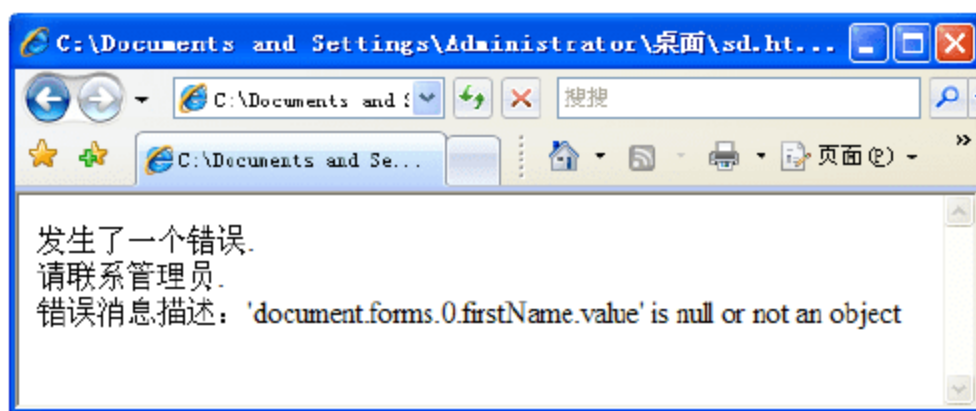 C:\Documents and Settings\Administrator\桌面\sd.ht...
C:\Documents and S
搜搜
C:\Documents and Se...
页面(P)
发生了一个错误.
请联系管理员.
错误消息描述：'document.forms.0.firstName.value' is null or not an object